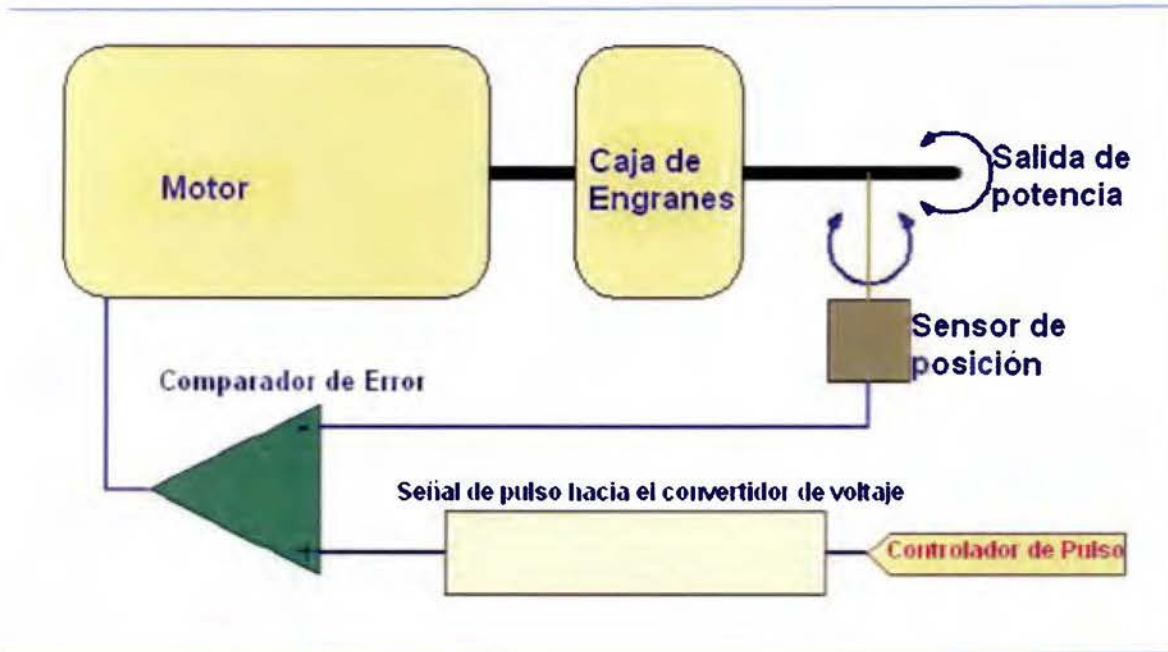 Motor
Caja de
Engranes
Salida de
potencia
Sensor de
posición
Comparador de Error
-
Señal de pulso hacia el convertidor de voltaje
+
Controlador de Pulso